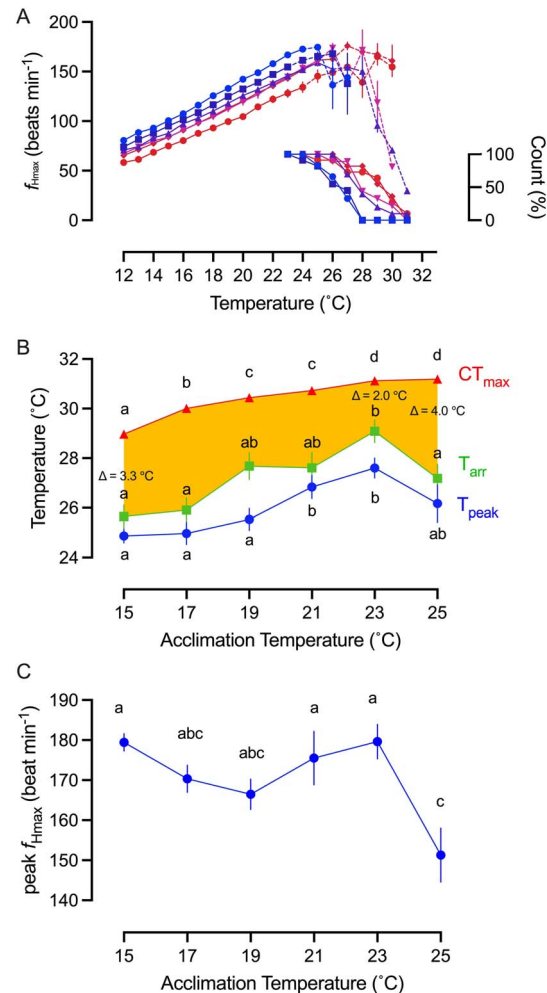 A
200
150
100
50
0
fHmax (beats min-1)
100
50
0
Count (%)
12 14 16 18 20 22 24 26 28 30 32
Temperature (˚C)
B
32
30
28
26
24
Temperature (˚C)
a b c c d d
CTmax
Δ = 3.3 ºC
Δ = 2.0 ºC
Δ = 4.0 ºC
a a ab ab b a
Tarr
a a a b b ab
Tpeak
15 17 19 21 23 25
Acclimation Temperature (˚C)
C
190
180
170
160
150
140
peak fHmax (beat min-1)
a abc abc a a c
15 17 19 21 23 25
Acclimation Temperature (˚C)